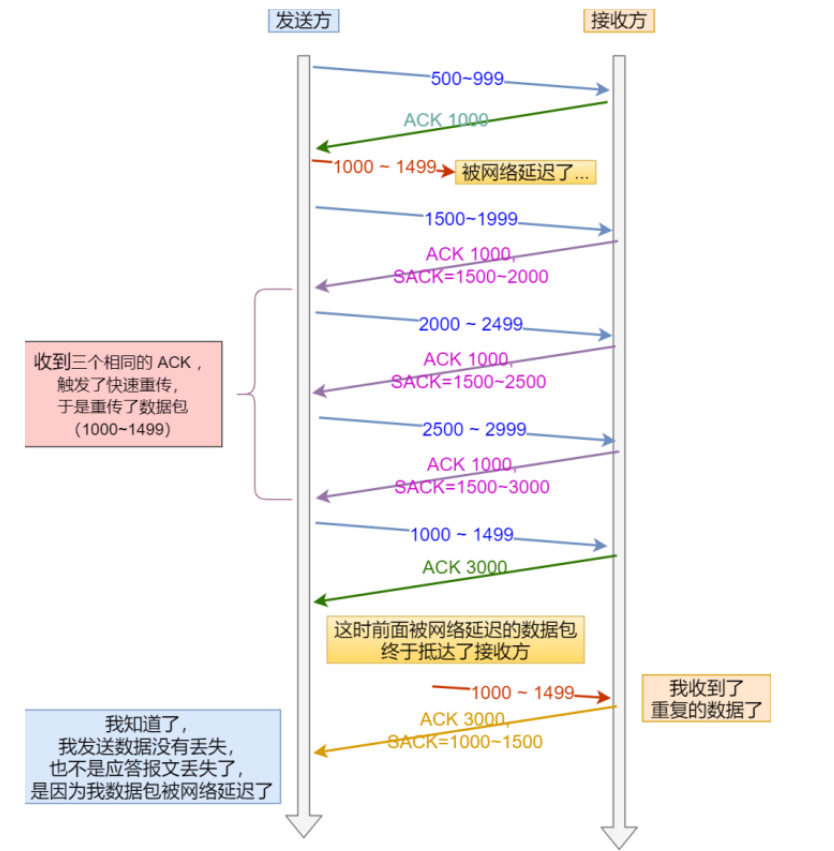 发送方
接收方
500~999
ACK 1000
1000 ~ 1499
被网络延迟了...
1500~1999
ACK 1000,
SACK=1500~2000
2000 ~ 2499
ACK 1000,
SACK=1500~2500
收到三个相同的 ACK ，
触发了快速重传，
于是重传了数据包
（1000~1499）
2500 ~ 2999
ACK 1000,
SACK=1500~3000
1000 ~ 1499
ACK 3000
这时前面被网络延迟的数据包
终于抵达了接收方
1000 ~ 1499
我收到了
重复的数据了
ACK 3000,
SACK=1000~1500
我知道了，
我发送数据没有丢失，
也不是应答报文丢失了，
是因为我数据包被网络延迟了